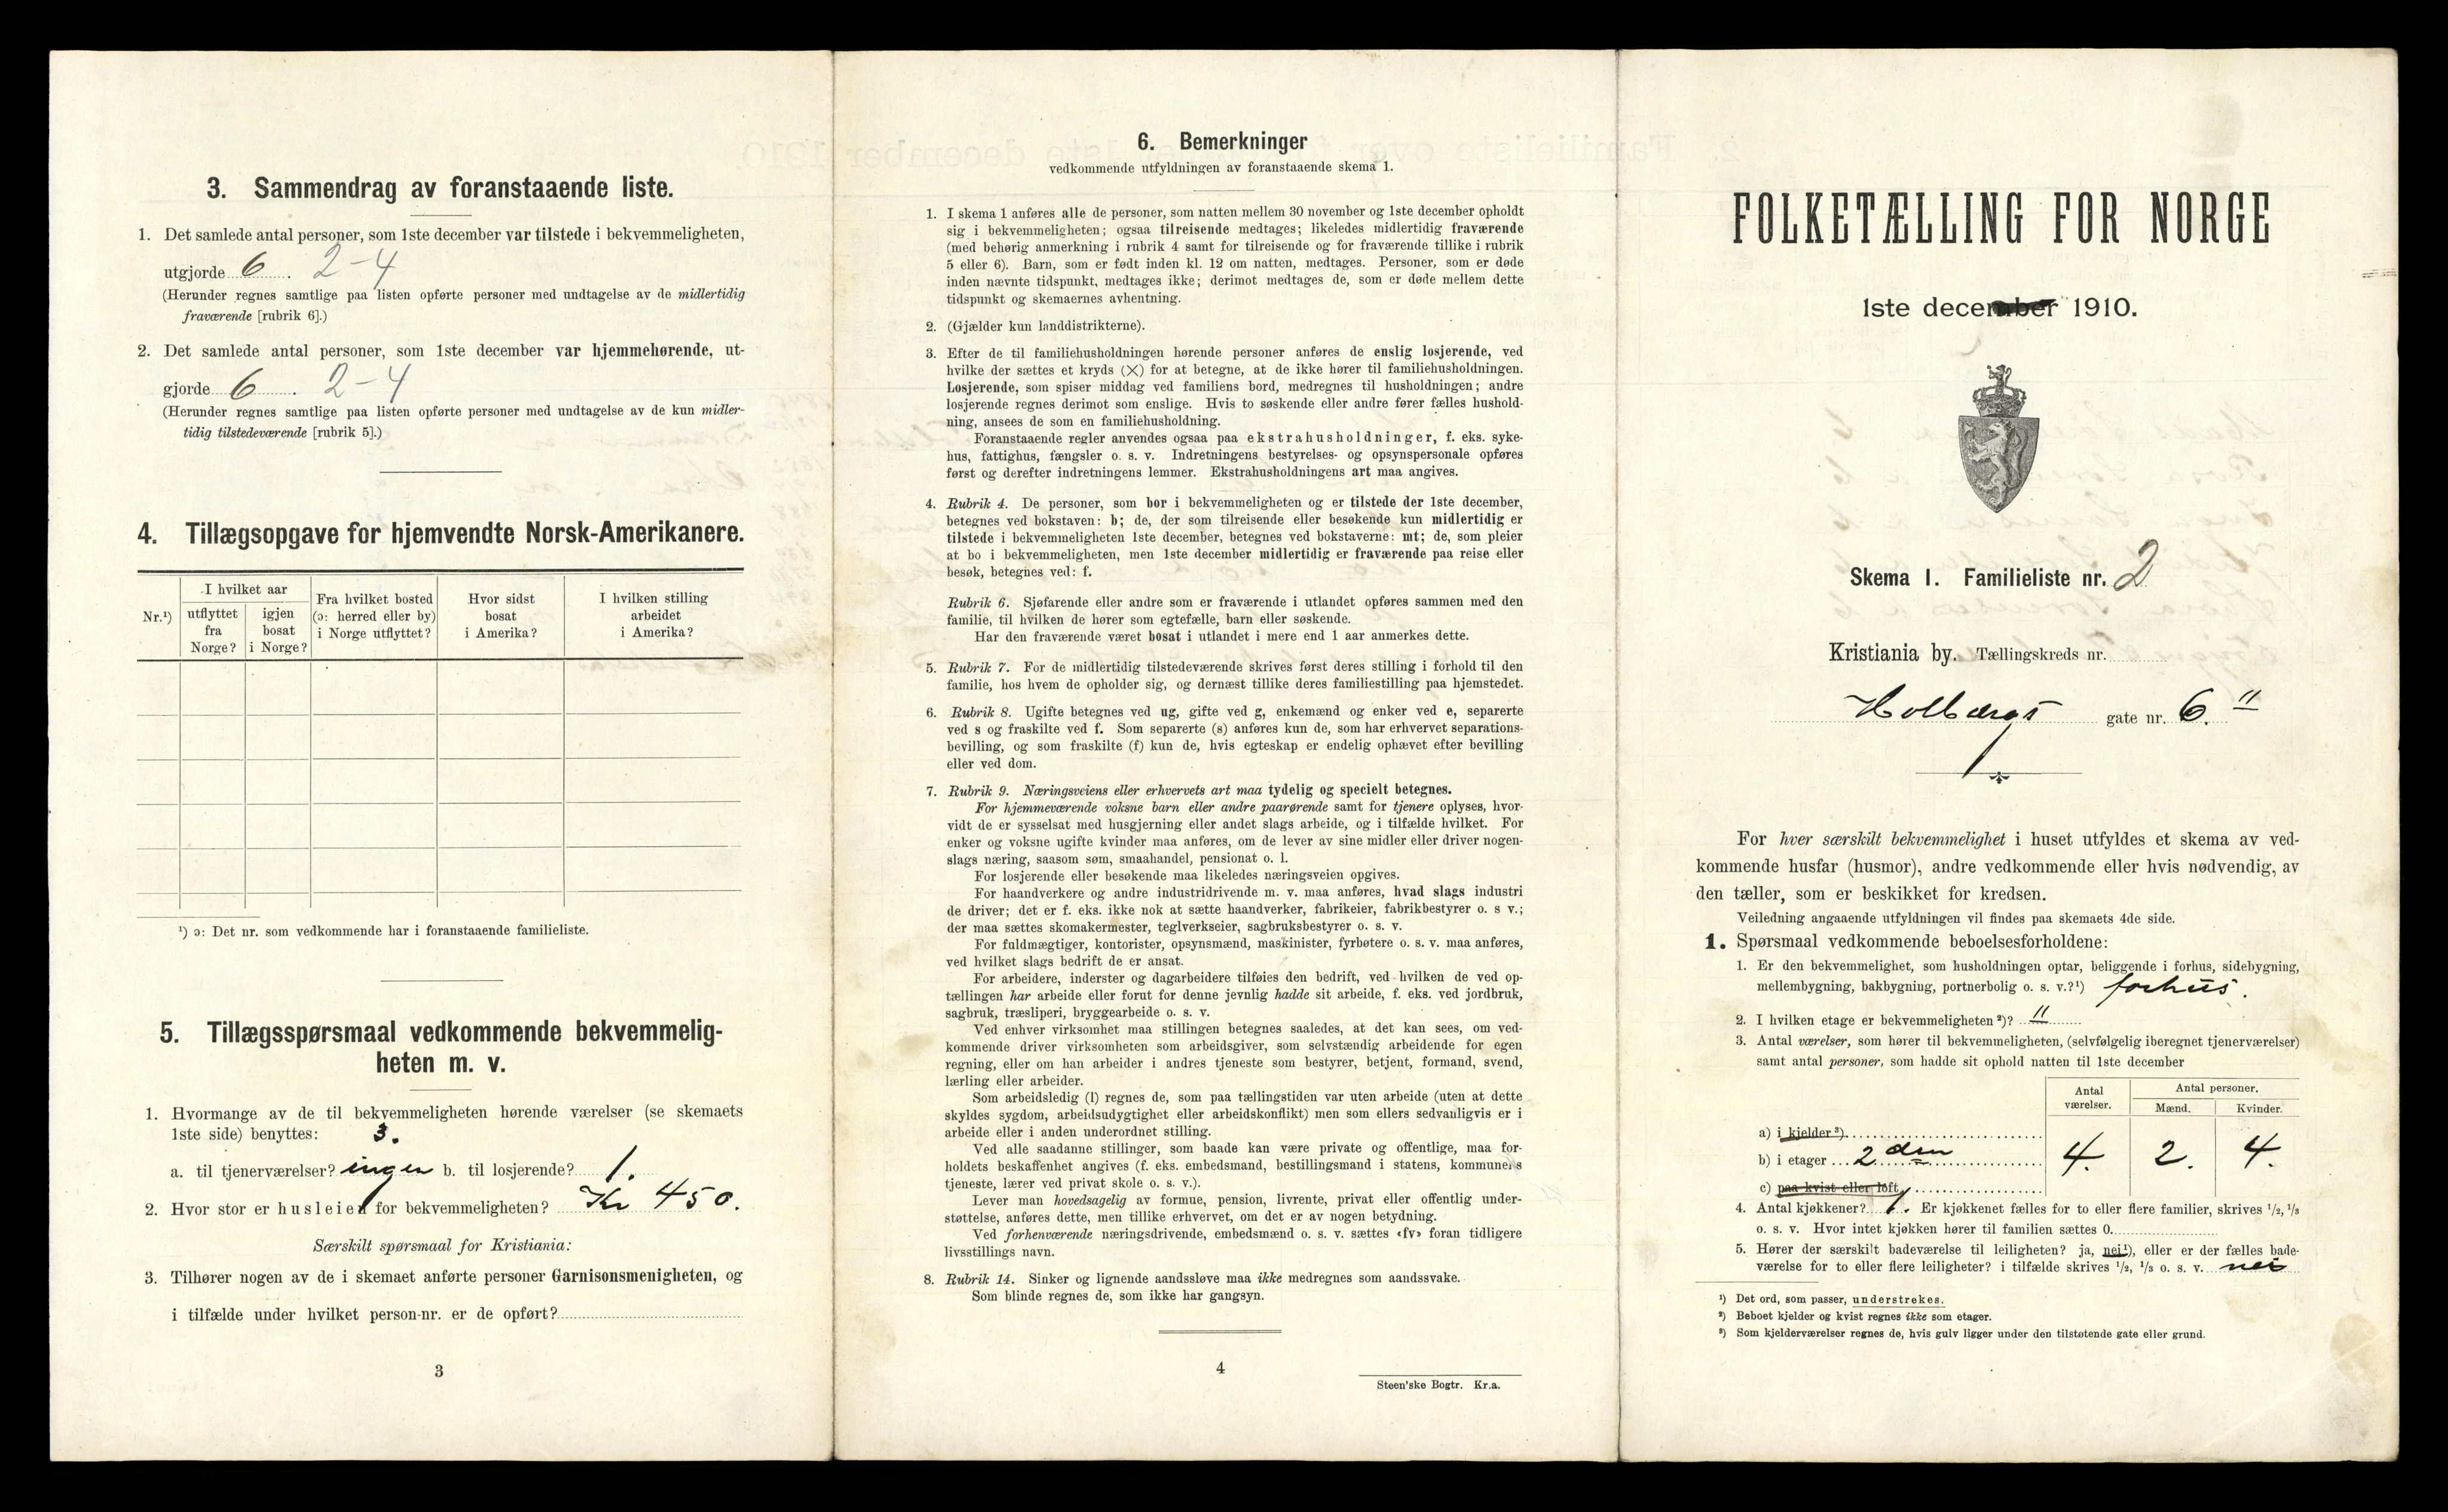 3. Sammendrag av foranstaaende liste.
1. Det samlede antal personer, som 1ste december var tilstede i bekvemmeligheten,
utgjorde 6. 2-4
(Herunder regnes samtlige paa listen opførte personer med undtagelse av de midlertidig
fraværende [rubrik 6].)
2. Det samlede antal personer, som 1ste december var hjemmehørende, ut-
gjorde 6. 2-4
(Herunder regnes samtlige paa listen opførte personer med undtagelse av de kun midler-
tidig tilstedeværende [rubrik 5].)
4. Tillægsopgave for hjemvendte Norsk-Amerikanere.
Nr.¹)
I hvilket aar
utflyttet
fra
Norge?
igjen
bosat
i Norge?
Fra hvilket bosted
(ɔ: herred eller by)
i Norge utflyttet?
Hvor sidst
bosat
i Amerika?
I hvilken stilling
arbeidet
i Amerika?
¹) ɔ: Det nr. som vedkommende har i foranstaaende familieliste.
5. Tillægsspørsmaal vedkommende bekvemmelig-
heten m. v.
1. Hvormange av de til bekvemmeligheten hørende værelser (se skemaets
1ste side) benyttes: 3.
a. til tjenerværelser? ingen b. til losjerende? 1.
2. Hvor stor er husleien for bekvemmeligheten? Kr 450.
Særskilt spørsmaal for Kristiania:
3. Tilhører nogen av de i skemaet anførte personer Garnisonsmenigheten, og
i tilfælde under hvilket person-nr. er de opført?
3
6. Bemerkninger
vedkommende utfyldningen av foranstaaende skema 1.
1. I skema 1 anføres alle de personer, som natten mellem 30 november og 1ste december opholdt
sig i bekvemmeligheten; ogsaa tilreisende medtages; likeledes midlertidig fraværende
(med behørig anmerkning i rubrik 4 samt for tilreisende og for fraværende tillike i rubrik
5 eller 6). Barn, som er født inden kl. 12 om natten, medtages. Personer, som er døde
inden nævnte tidspunkt, medtages ikke; derimot medtages de, som er døde mellem dette
tidspunkt og skemaernes avhentning.
2. (Gjælder kun landdistrikterne).
3. Efter de til familiehusholdningen hørende personer anføres de enslig losjerende, ved
hvilke der sættes et kryds (×) for at betegne, at de ikke hører til familiehusholdningen.
Losjerende, som spiser middag ved familiens bord, medregnes til husholdningen; andre
losjerende regnes derimot som enslige. Hvis to søskende eller andre fører fælles hushold-
ning, ansees de som en familiehusholdning.
Foranstaaende regler anvendes ogsaa paa ekstrahusholdninger, f. eks. syke-
hus, fattighus, fængsler o. s. v. Indretningens bestyrelses- og opsynspersonale opføres
først og derefter indretningens lemmer. Ekstrahusholdningens art maa angives.
4. Rubrik 4. De personer, som bor i bekvemmeligheten og er tilstede der 1ste december,
betegnes ved bokstaven: b; de, der som tilreisende eller besøkende kun midlertidig er
tilstede i bekvemmeligheten 1ste december, betegnes ved bokstaverne: mt; de, som pleier
at bo i bekvemmeligheten, men 1ste december midlertidig er fraværende paa reise eller
besøk, betegnes ved: f.
Rubrik 6. Sjøfarende eller andre som er fraværende i utlandet opføres sammen med den
familie, til hvilken de hører som egtefælle, barn eller søskende.
Har den fraværende været bosat i utlandet i mere end 1 aar anmerkes dette.
5. Rubrik 7. For de midlertidig tilstedeværende skrives først deres stilling i forhold til den
familie, hos hvem de opholder sig, og dernæst tillike deres familiestilling paa hjemstedet.
6. Rubrik 8. Ugifte betegnes ved ug, gifte ved g, enkemænd og enker ved e, separerte
ved s og fraskilte ved f. Som separerte (s) anføres kun de, som har erhvervet separations-
bevilling, og som fraskilte (f) kun de, hvis egteskap er endelig ophævet efter bevilling
eller ved dom.
7. Rubrik 9. Næringsveiens eller erhvervets art maa tydelig og specielt betegnes.
For hjemmeværende voksne barn eller andre paarørende samt for tjenere oplyses, hvor-
vidt de er sysselsat med husgjerning eller andet slags arbeide, og i tilfælde hvilket. For
enker og voksne ugifte kvinder maa anføres, om de lever av sine midler eller driver nogen-
slags næring, saasom søm, smaahandel, pensionat o. l.
For losjerende eller besøkende maa likeledes næringsveien opgives.
For haandverkere og andre industridrivende m. v. maa anføres, hvad slags industri
de driver; det er f. eks. ikke nok at sætte haandverker, fabrikeier, fabrikbestyrer o. s v.;
der maa sættes skomakermester, teglverkseier, sagbruksbestyrer o. s. v.
For fuldmægtiger, kontorister, opsynsmænd, maskinister, fyrbøtere o. s. v. maa anføres,
ved hvilket slags bedrift de er ansat.
For arbeidere, inderster og dagarbeidere tilføies den bedrift, ved hvilken de ved op-
tællingen har arbeide eller forut for denne jevnlig hadde sit arbeide, f. eks. ved jordbruk,
sagbruk, træsliperi, bryggearbeide o. s. v.
Ved enhver virksomhet maa stillingen betegnes saaledes, at det kan sees, om ved-
kommende driver virksomheten som arbeidsgiver, som selvstændig arbeidende for egen
regning, eller om han arbeider i andres tjeneste som bestyrer, betjent, formand, svend,
lærling eller arbeider.
Som arbeidsledig (l) regnes de, som paa tællingstiden var uten arbeide (uten at dette
skyldes sygdom, arbeidsudygtighet eller arbeidskonflikt) men som ellers sedvanligvis er i
arbeide eller i anden underordnet stilling.
Ved alle saadanne stillinger, som baade kan være private og offentlige, maa for-
holdets beskaffenhet angives (f. eks. embedsmand, bestillingsmand i statens, kommunens
tjeneste, lærer ved privat skole o. s. v.).
Lever man hovedsagelig av formue, pension, livrente, privat eller offentlig under-
støttelse, anføres dette, men tillike erhvervet, om det er av nogen betydning.
Ved forhenværende næringsdrivende, embedsmænd o. s. v. sættes «fv» foran tidligere
livsstillings navn.
8. Rubrik 14. Sinker og lignende aandssløve maa ikke medregnes som aandssvake.
Som blinde regnes de, som ikke har gangsyn.
4
Steen'ske Bogtr. Kr.a.
FOLKETÆLLING FOR NORGE
1ste december 1910.
Skema 1. Familieliste nr. 2
Kristiania by. Tællingskreds nr.
Holbergs gate nr. 6. II
For hver særskilt bekvemmelighet i huset utfyldes et skema av ved-
kommende husfar (husmor), andre vedkommende eller hvis nødvendig, av
den tæller, som er beskikket for kredsen.
Veiledning angaaende utfyldningen vil findes paa skemaets 4de side.
1. Spørsmaal vedkommende beboelsesforholdene:
1. Er den bekvemmelighet, som husholdningen optar, beliggende i forhus, sidebygning,
mellembygning, bakbygning, portnerbolig o. s. v.?¹) forhus.
2. I hvilken etage er bekvemmeligheten²)? II
3. Antal værelser, som hører til bekvemmeligheten, (selvfølgelig iberegnet tjenerværelser)
samt antal personer, som hadde sit ophold natten til 1ste december
Antal
værelser.
Antal personer.
Mænd. Kvinder.
a) i kjelder³)
b) i etager 2den 4. 2. 4.
c) paa kvist eller loft
4. Antal kjøkkener? 1. Er kjøkkenet fælles for to eller flere familier, skrives ¹/₂, ¹/₃
o. s. v. Hvor intet kjøkken hører til familien sættes 0.
5. Hører der særskilt badeværelse til leiligheten? ja, nei¹), eller er der fælles bade-
værelse for to eller flere leiligheter? i tilfælde skrives ¹/₂, ¹/₃ o. s. v. nei
¹) Det ord, som passer, understrekes.
²) Beboet kjelder og kvist regnes ikke som etager.
³) Som kjelderværelser regnes de, hvis gulv ligger under den tilstøtende gate eller grund.